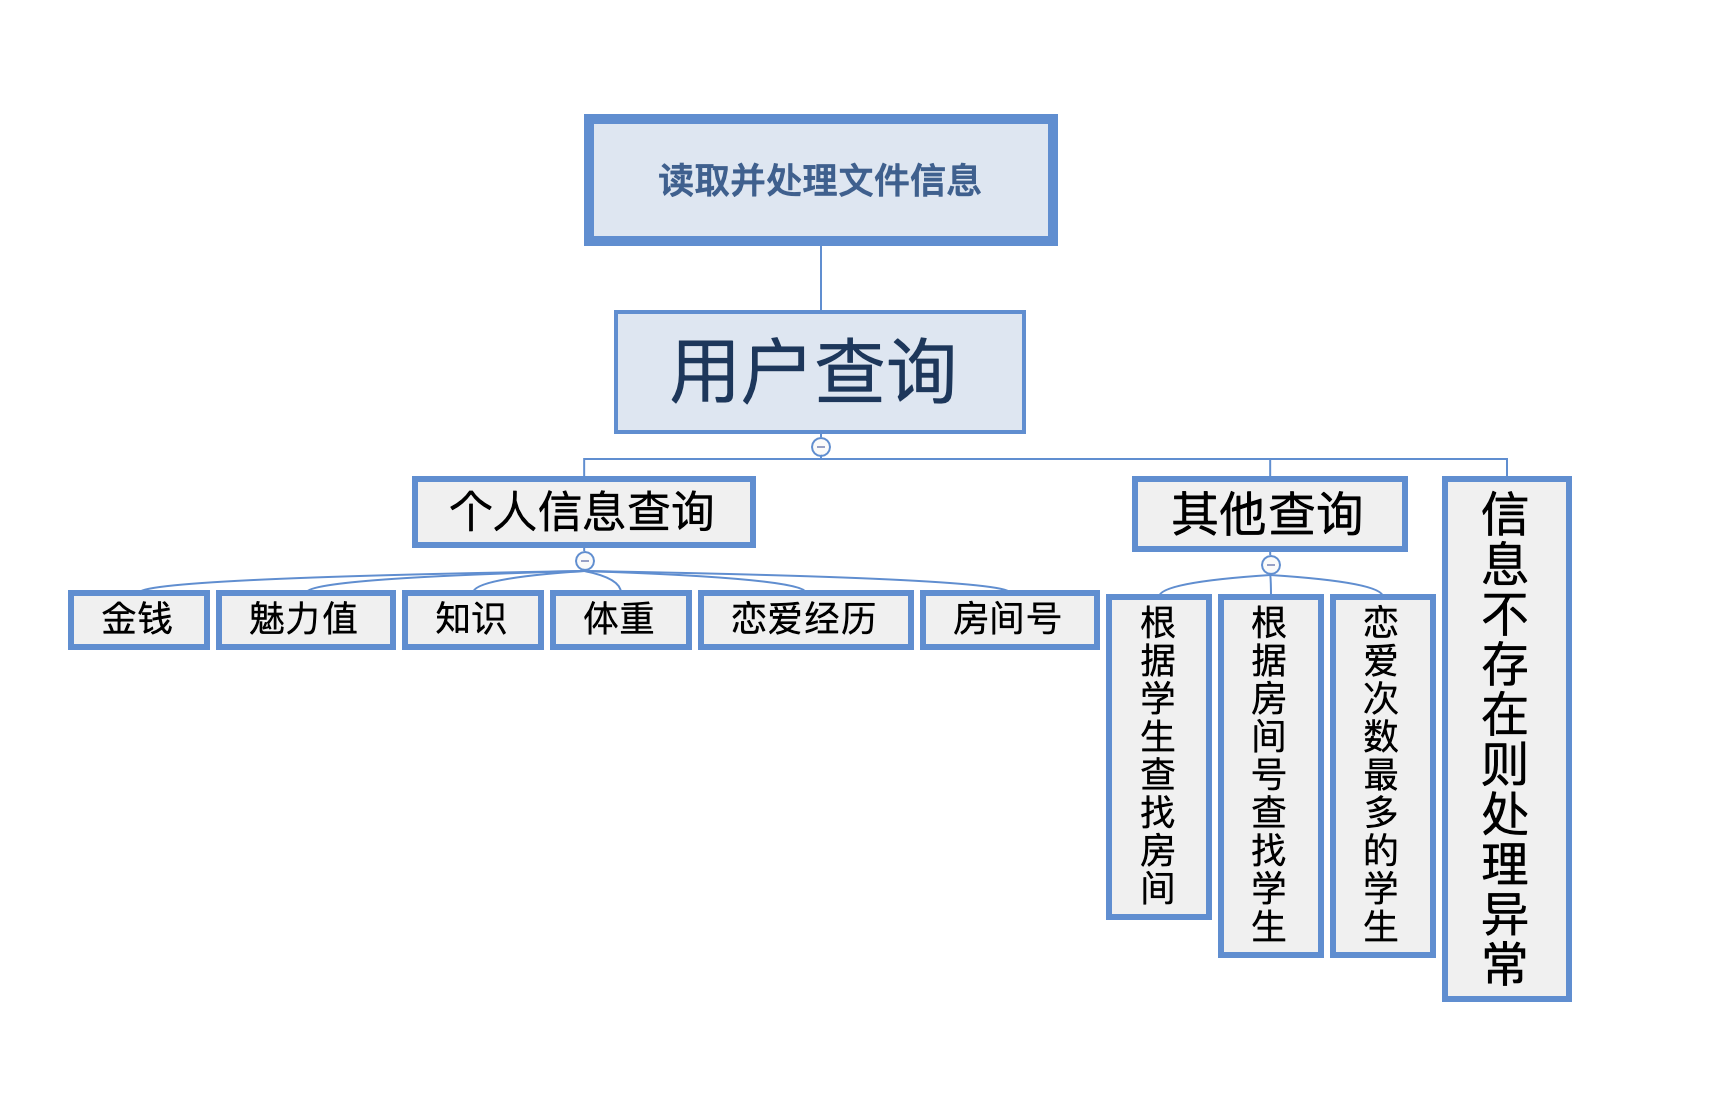 读取并处理文件信息
用户查询
个人信息查询
其他查询
信息不存在则处理异常
金钱
魅力值
知识
体重
恋爱经历
房间号
根据学生查找房间
根据房间号查找学生
恋爱次数最多的学生